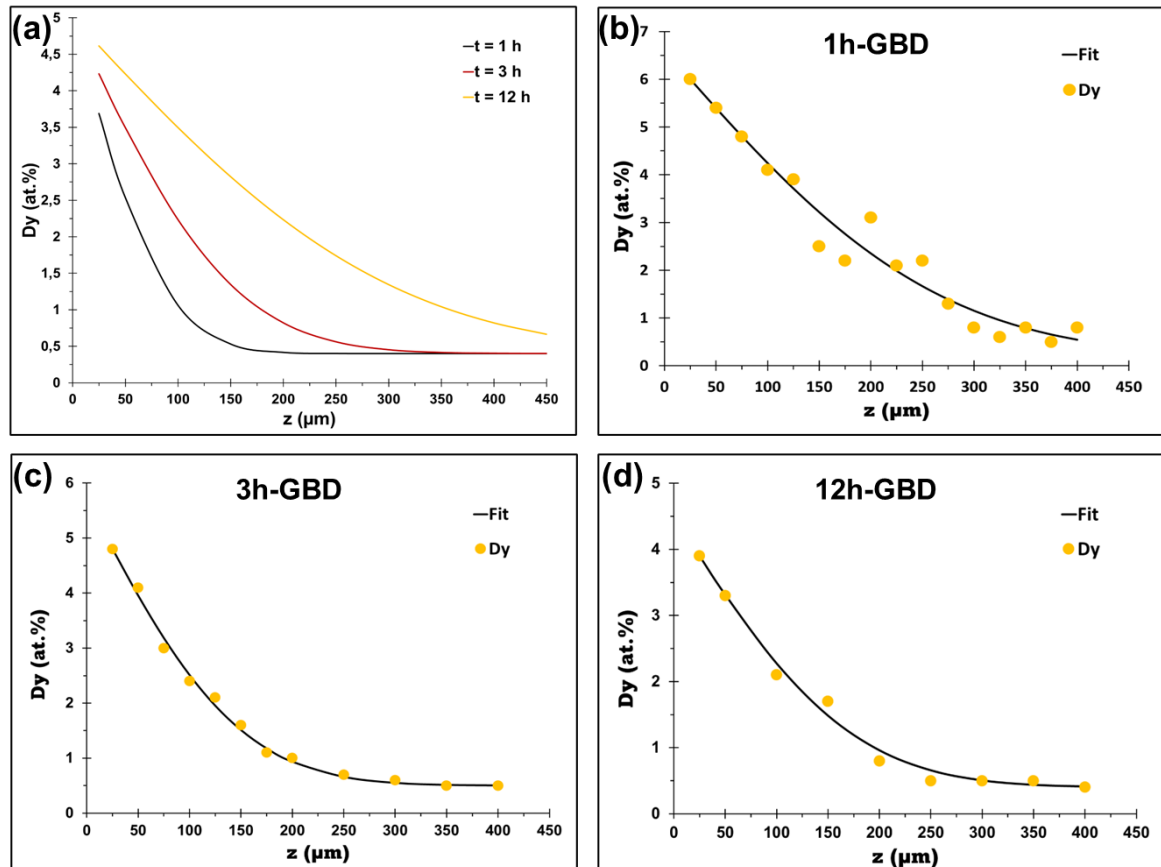 (a)
5
4,5
4
3,5
3
2,5
2
1,5
1
0,5
0
Dy (at.%)
t = 1 h
t = 3 h
t = 12 h
0 50 100 150 200 250 300 350 400 450
z (µm)
(b)
1h-GBD
7
6
5
4
3
2
1
0
Dy (at.%)
Fit
Dy
0 50 100 150 200 250 300 350 400 450
z (µm)
(c)
3h-GBD
6
5
4
3
2
1
0
Dy (at.%)
Fit
Dy
0 50 100 150 200 250 300 350 400 450
z (µm)
(d)
12h-GBD
5
4
3
2
1
0
Dy (at.%)
Fit
Dy
0 50 100 150 200 250 300 350 400 450
z (µm)